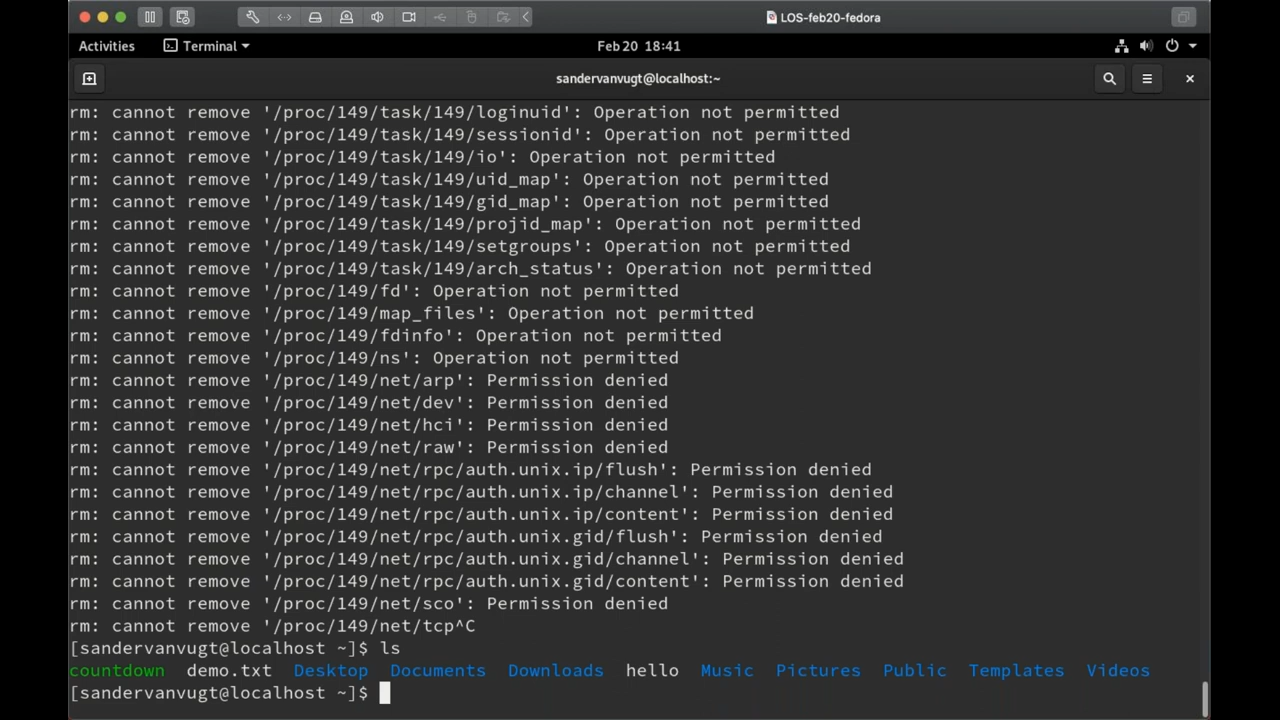 LOS-feb20-fedora
Activities Terminal Feb 20 18:41
sandervanvugt@localhost:~
rm: cannot remove '/proc/149/task/149/loginuid': Operation not permitted
rm: cannot remove '/proc/149/task/149/sessionid': Operation not permitted
rm: cannot remove '/proc/149/task/149/io': Operation not permitted
rm: cannot remove '/proc/149/task/149/uid_map': Operation not permitted
rm: cannot remove '/proc/149/task/149/gid_map': Operation not permitted
rm: cannot remove '/proc/149/task/149/projid_map': Operation not permitted
rm: cannot remove '/proc/149/task/149/setgroups': Operation not permitted
rm: cannot remove '/proc/149/task/149/arch_status': Operation not permitted
rm: cannot remove '/proc/149/fd': Operation not permitted
rm: cannot remove '/proc/149/map_files': Operation not permitted
rm: cannot remove '/proc/149/fdinfo': Operation not permitted
rm: cannot remove '/proc/149/ns': Operation not permitted
rm: cannot remove '/proc/149/net/arp': Permission denied
rm: cannot remove '/proc/149/net/dev': Permission denied
rm: cannot remove '/proc/149/net/hci': Permission denied
rm: cannot remove '/proc/149/net/raw': Permission denied
rm: cannot remove '/proc/149/net/rpc/auth.unix.ip/flush': Permission denied
rm: cannot remove '/proc/149/net/rpc/auth.unix.ip/channel': Permission denied
rm: cannot remove '/proc/149/net/rpc/auth.unix.ip/content': Permission denied
rm: cannot remove '/proc/149/net/rpc/auth.unix.gid/flush': Permission denied
rm: cannot remove '/proc/149/net/rpc/auth.unix.gid/channel': Permission denied
rm: cannot remove '/proc/149/net/rpc/auth.unix.gid/content': Permission denied
rm: cannot remove '/proc/149/net/sco': Permission denied
rm: cannot remove '/proc/149/net/tcp^C
[sandervanvugt@localhost ~]$ ls
countdown demo.txt Desktop Documents Downloads hello Music Pictures Public Templates Videos
[sandervanvugt@localhost ~]$